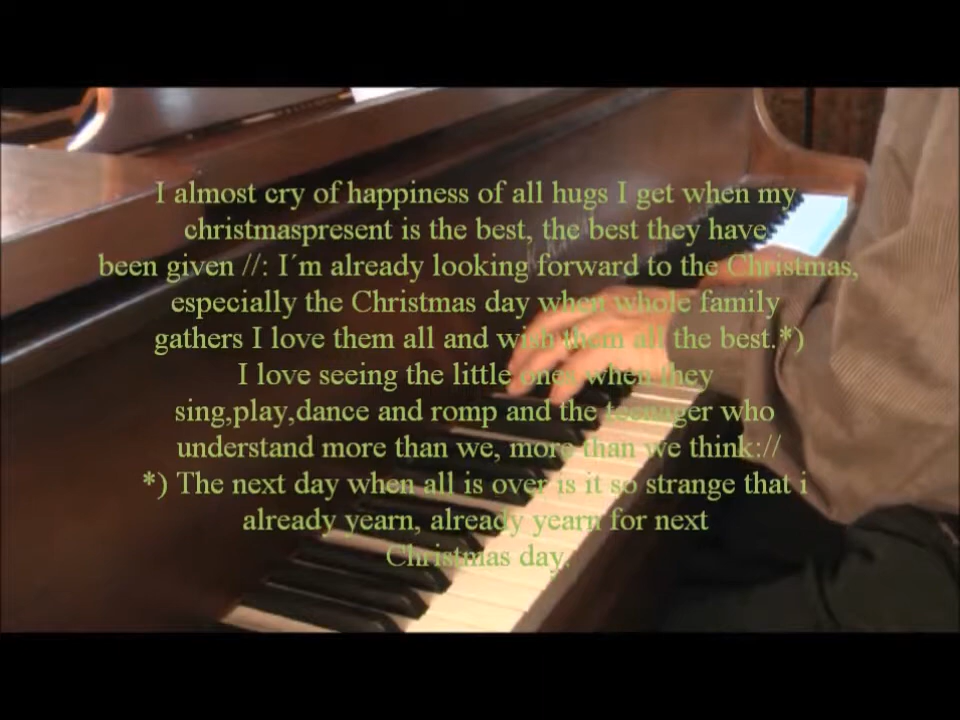 I almost cry of happiness of all hugs I get when my
christmaspresent is the best, the best they have
been given //: I´m already looking forward to the Christmas,
especially the Christmas day when whole family
gathers I love them all and wish them all the best.*)
I love seeing the little ones when they
sing,play,dance and romp and the teenager who
understand more than we, more than we think://
*) The next day when all is over is it so strange that i
already yearn, already yearn for next
Christmas day.